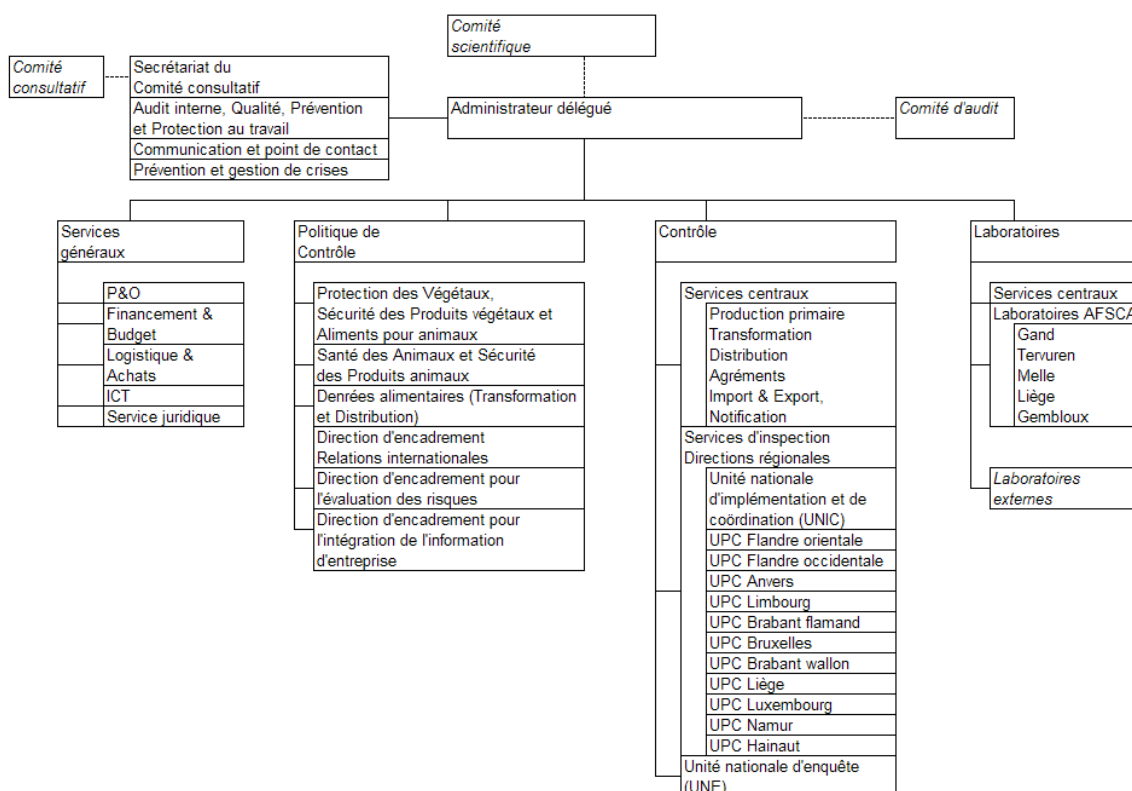 Comité
scientifique
Comité
consultatif
Secrétariat du
Comité consultatif
Audit interne, Qualité, Prévention
et Protection au travail
Communication et point de contact
Prévention et gestion de crises
Administrateur délégué
Comité d'audit
Services
généraux
P&O
Financement &
Budget
Logistique &
Achats
ICT
Service juridique
Politique de
Contrôle
Protection des Végétaux,
Sécurité des Produits végétaux et
Aliments pour animaux
Santé des Animaux et Sécurité
des Produits animaux
Denrées alimentaires (Transformation
et Distribution)
Direction d'encadrement
Relations internationales
Direction d'encadrement pour
l'évaluation des risques
Direction d'encadrement pour
l'intégration de l'information
d'entreprise
Contrôle
Services centraux
Production primaire
Transformation
Distribution
Agréments
Import & Export,
Notification
Services d'inspection
Directions régionales
Unité nationale
d'implémentation et de
coördination (UNIC)
UPC Flandre orientale
UPC Flandre occidentale
UPC Anvers
UPC Limbourg
UPC Brabant flamand
UPC Bruxelles
UPC Brabant wallon
UPC Liège
UPC Luxembourg
UPC Namur
UPC Hainaut
Unité nationale d'enquête
(UNE)
Laboratoires
Services centraux
Laboratoires AFSCA
Gand
Tervuren
Melle
Liège
Gembloux
Laboratoires
externes